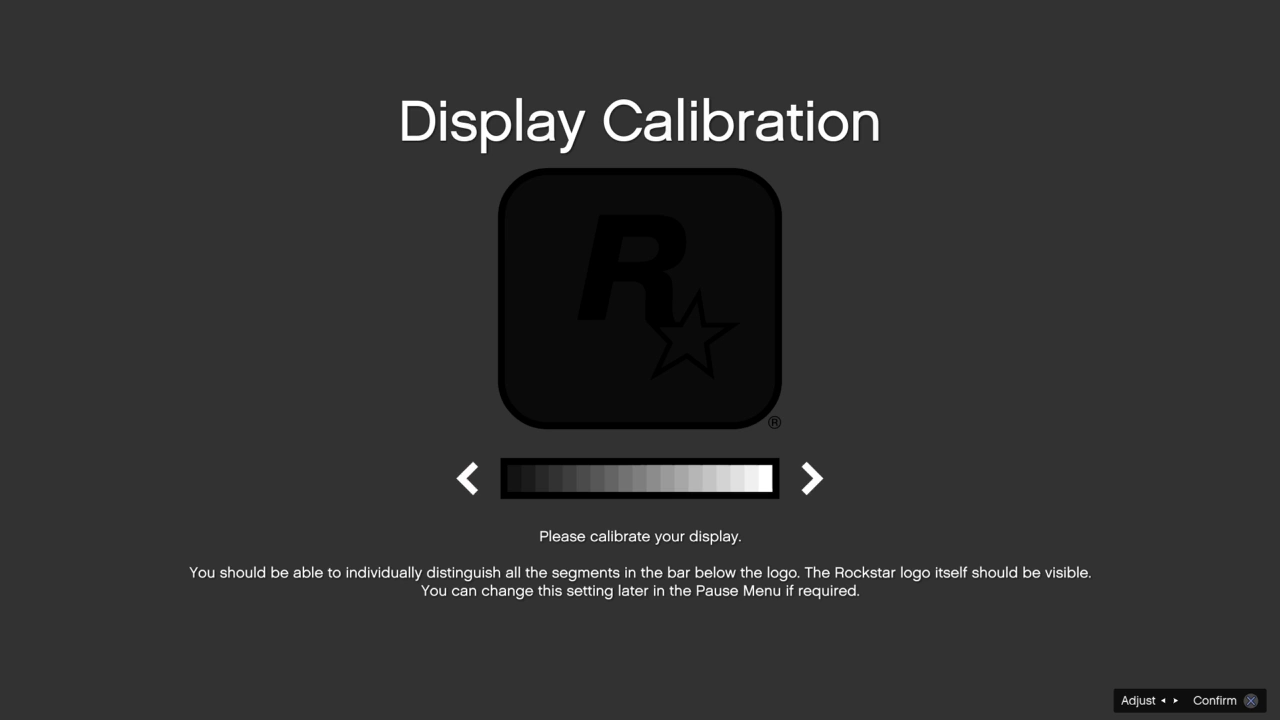 Display Calibration
R
®
Please calibrate your display.
You should be able to individually distinguish all the segments in the bar below the logo. The Rockstar logo itself should be visible.
You can change this setting later in the Pause Menu if required.
Adjust Confirm